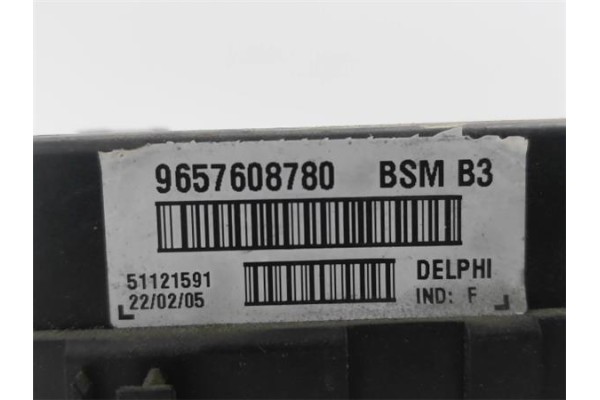 9657608780 BSM B3
51121591 DELPHI
22/02/05 IND: F